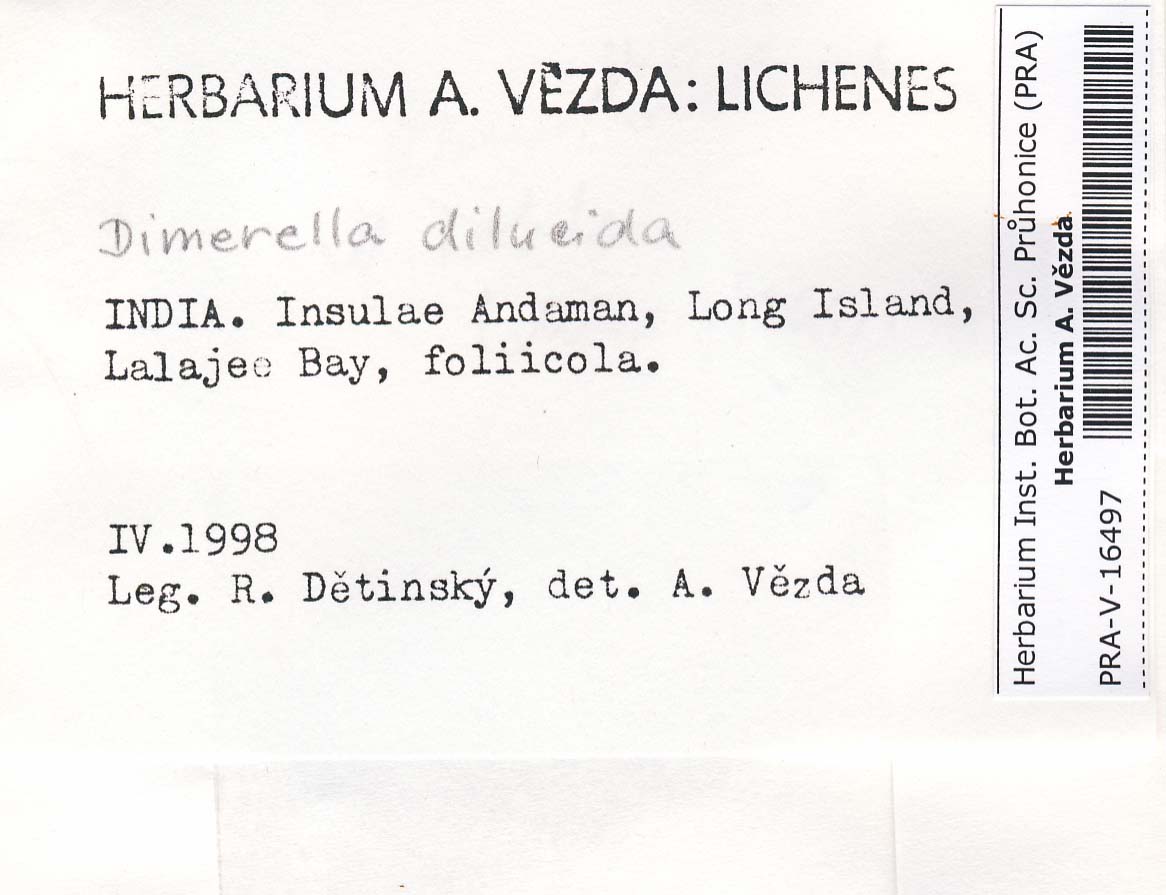 HERBARIUM A. VĚZDA: LICHENES
Dimerella dilucida
INDIA. Insulae Andaman, Long Island,
Lalajee Bay, foliicola.
IV.1998
Leg. R. Dětinský, det. A. Vězda
Herbarium Inst. Bot. Ac. Sc. Průhonice (PRA)
Herbarium A. Vězda
PRA-V-16497